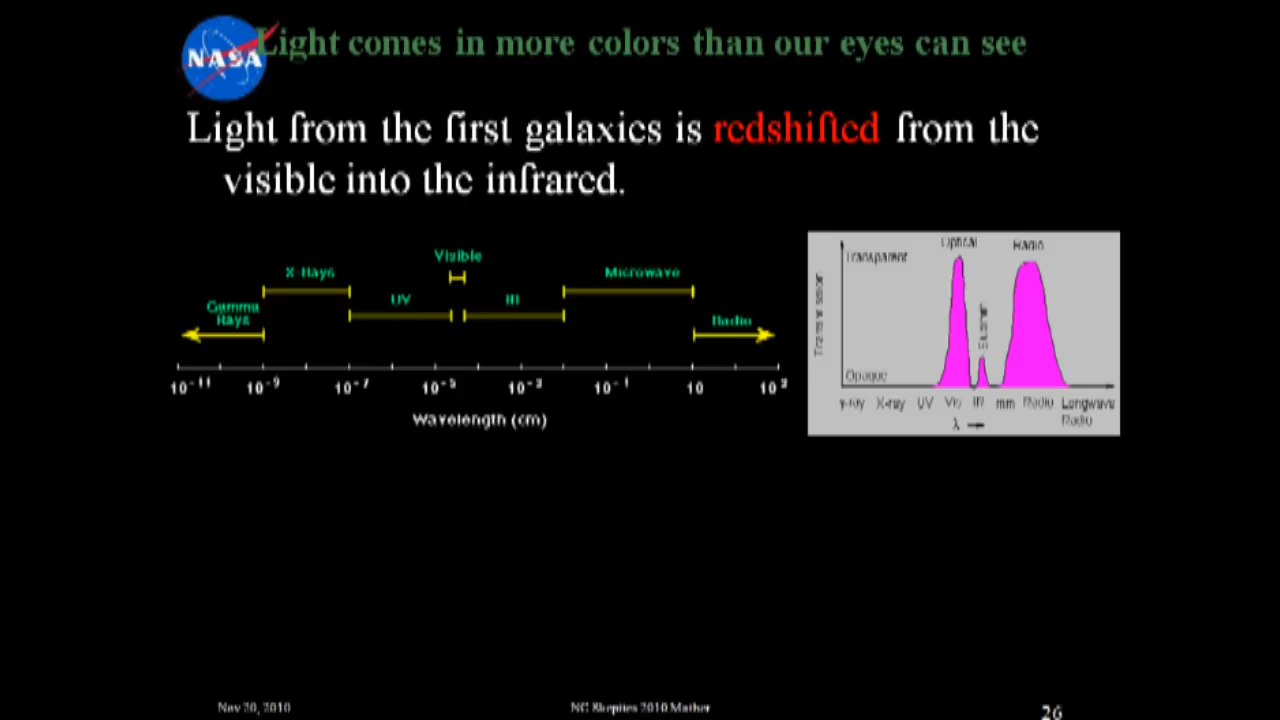 NASA
Light comes in more colors than our eyes can see
Light from the first galaxies is redshifted from the
visible into the infrared.
Visible
X-Rays
Microwave
UV
IR
Gamma
Rays
Radio
10⁻¹¹ 10⁻⁹ 10⁻⁷ 10⁻⁵ 10⁻³ 10⁻¹ 10 10³
Wavelength (cm)
Optical Radio
Transparent
Transmission
Submm
Opaque
γ-ray X-ray UV Vis IR mm Radio Longwave
Radio
λ →
Nov 20, 2010
NC Skeptics 2010 Mather
26